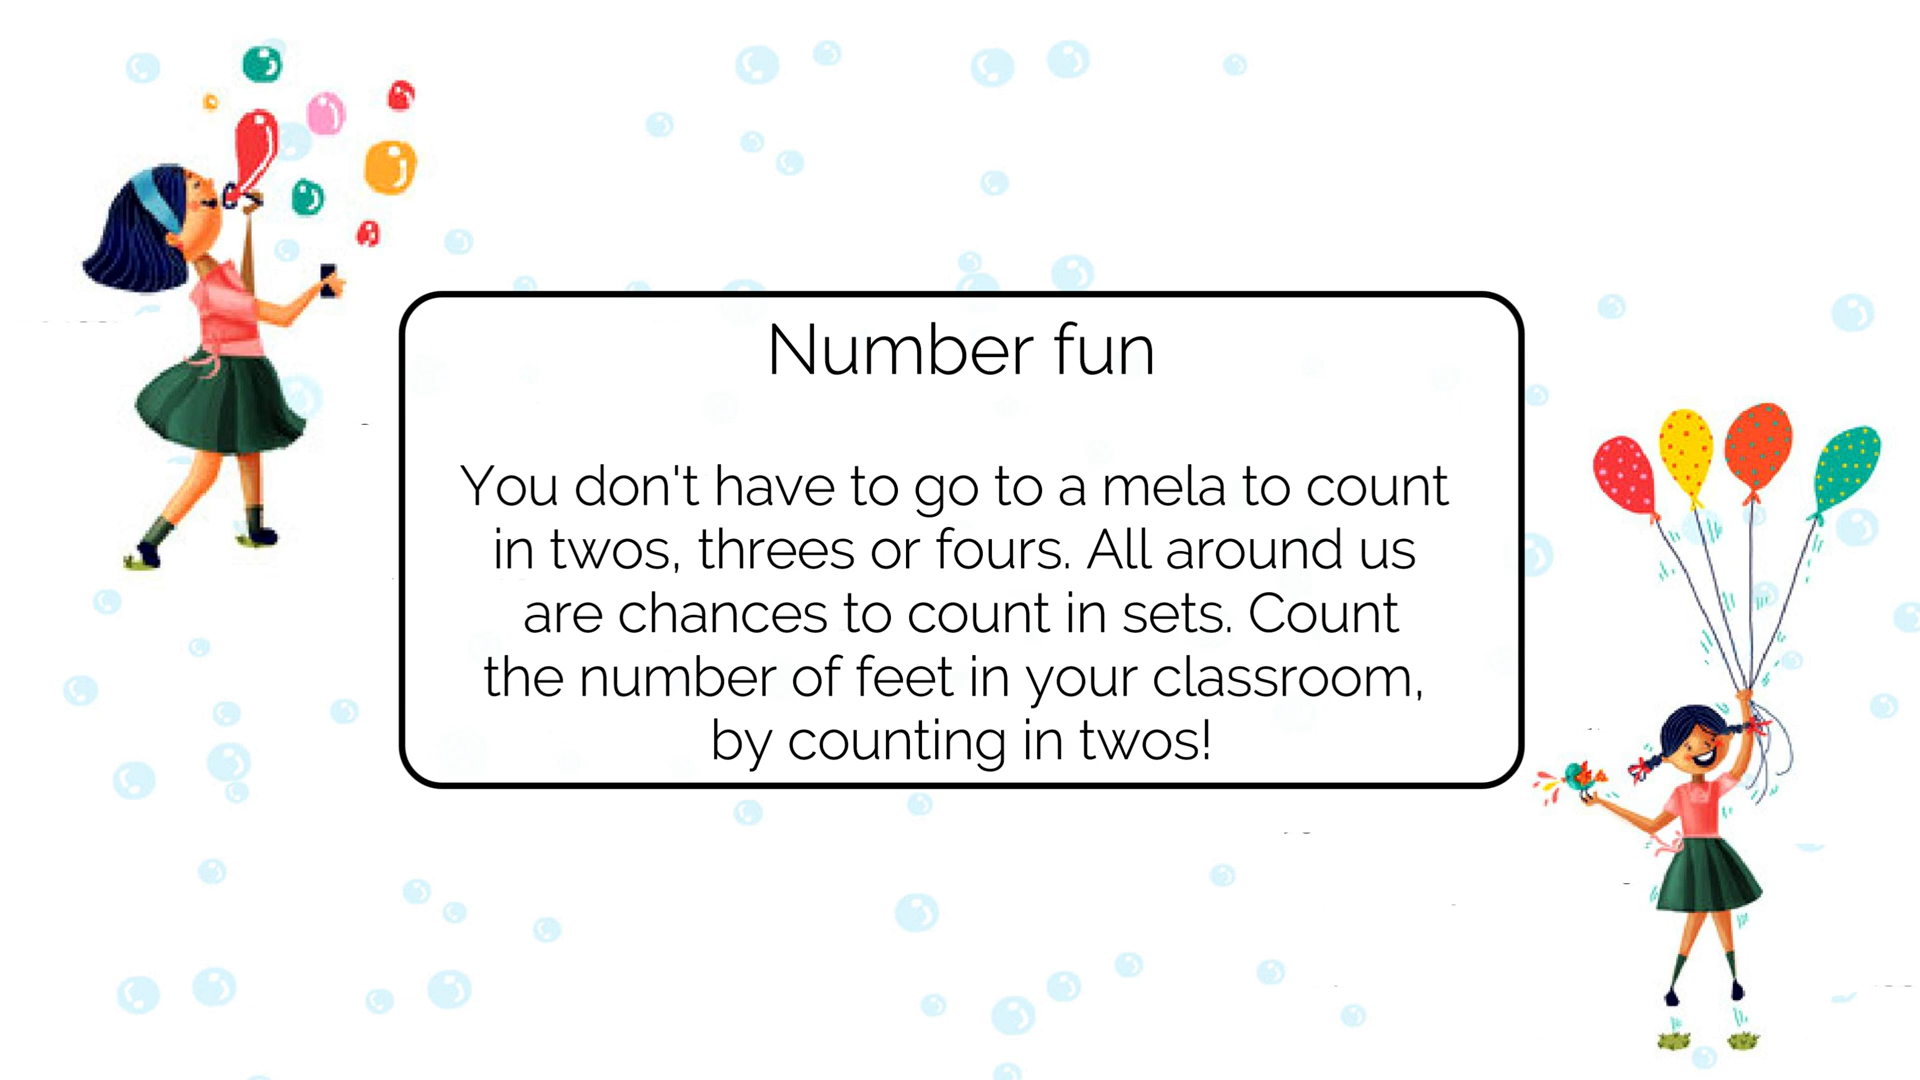 Number fun
You don't have to go to a mela to count
in twos, threes or fours. All around us
are chances to count in sets. Count
the number of feet in your classroom,
by counting in twos!